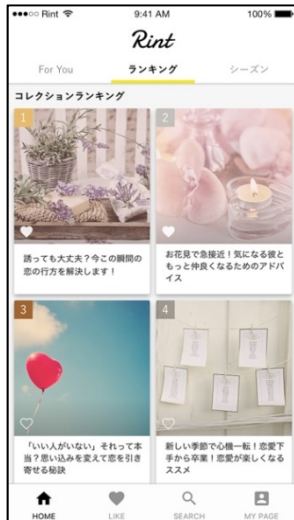 Rint
9:41 AM
100%
Rint
For You
ランキング
シーズン
コレクションランキング
1
2
誘っても大丈夫？今この瞬間の
恋の行方を解決します！
お花見で急接近！気になる彼と
もっと仲良くなるためのアドバ
イス
3
4
「いい人がいない」それって本
当？思い込みを変えて恋を引き
寄せる秘訣
新しい季節で心機一転！恋愛下
手から卒業！恋愛が楽しくなる
ススメ
HOME
LIKE
SEARCH
MY PAGE